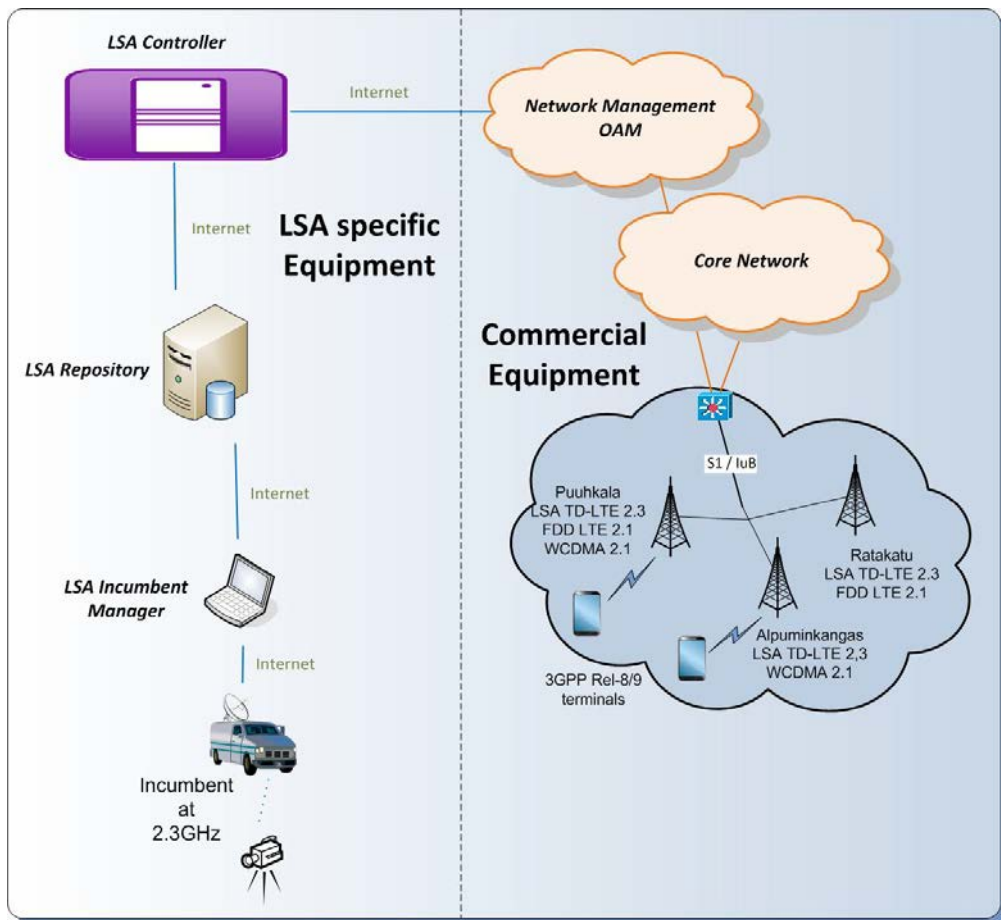 LSA Controller
Internet
Network Management
OAM
Internet
LSA specific
Equipment
Core Network
LSA Repository
Commercial
Equipment
S1 / IuB
Internet
Puuhkala
LSA TD-LTE 2.3
FDD LTE 2.1
WCDMA 2.1
Ratakatu
LSA TD-LTE 2.3
FDD LTE 2.1
LSA Incumbent
Manager
Alpuminkangas
LSA TD-LTE 2,3
WCDMA 2.1
Internet
3GPP Rel-8/9
terminals
Incumbent
at
2.3GHz